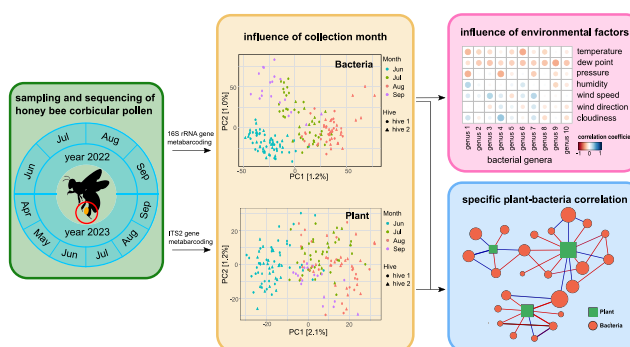 sampling and sequencing of
honey bee corbicular pollen
Jun
Jul
Aug
Sep
year 2022
year 2023
Apr
May
Jun
Jul
Aug
Sep
16S rRNA gene
metabarcoding
ITS2 gene
metabarcoding
influence of collection month
Bacteria
PC2 [1.0%]
50
0
-50
0
50
PC1 [1.2%]
Month
Jun
Jul
Aug
Sep
Hive
hive 1
hive 2
Plant
PC2 [1.2%]
20
0
-20
-20
0
20
PC1 [2.1%]
Month
Jun
Jul
Aug
Sep
Hive
hive 1
hive 2
influence of environmental factors
temperature
dew point
pressure
humidity
wind speed
wind direction
cloudiness
genus 1
genus 2
genus 3
genus 4
genus 5
genus 6
genus 7
genus 8
genus 9
genus 10
bacterial genera
correlation coefficie
-1
0
1
specific plant-bacteria correlation
Plant
Bacteria